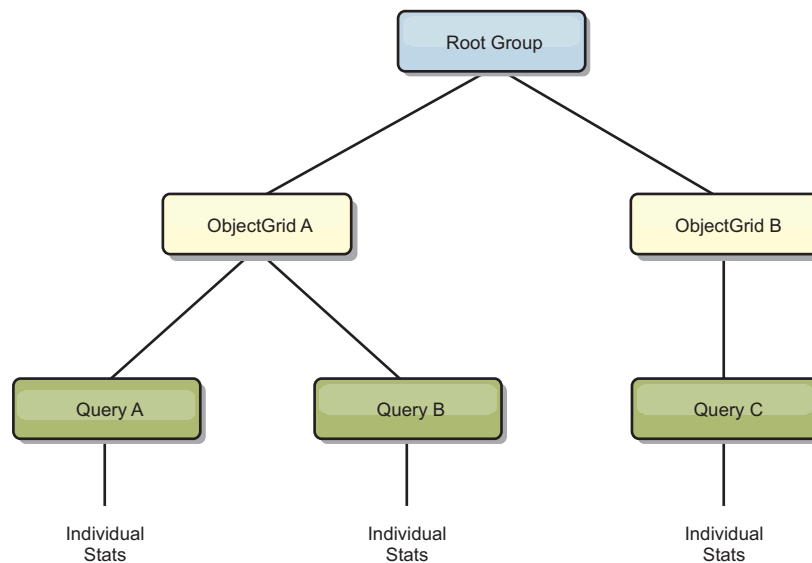 Root Group
ObjectGrid A
ObjectGrid B
Query A
Query B
Query C
Individual
Stats
Individual
Stats
Individual
Stats